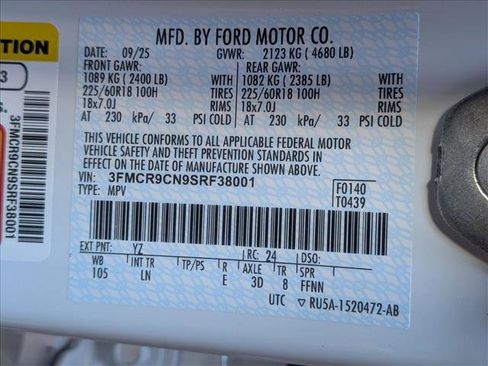 MFD. BY FORD MOTOR CO.
DATE: 09/25 GVWR: 2123 KG ( 4680 LB)
FRONT GAWR: REAR GAWR:
1089 KG ( 2400 LB) WITH 1082 KG ( 2385 LB) WITH
225/60R18 100H TIRES 225/60R18 100H TIRES
18x7.0J RIMS 18x7.0J RIMS
AT 230 kPa/ 33 PSI COLD AT 230 kPa/ 33 PSI COLD
THIS VEHICLE CONFORMS TO ALL APPLICABLE FEDERAL MOTOR
VEHICLE SAFETY AND THEFT PREVENTION STANDARDS IN EFFECT
ON THE DATE OF MANUFACTURE SHOWN ABOVE.
VIN: 3FMCR9CN9SRF38001
TYPE: MPV
F0140
T0439
EXT PNT: YZ RC: 24 DSO:
WB INT TR TP/PS R AXLE TR SPR
105 LN E 3D 8 FFNN
UTC ▽RU5A-1520472-AB
TION
3
3FMCR9CN9SRF38001